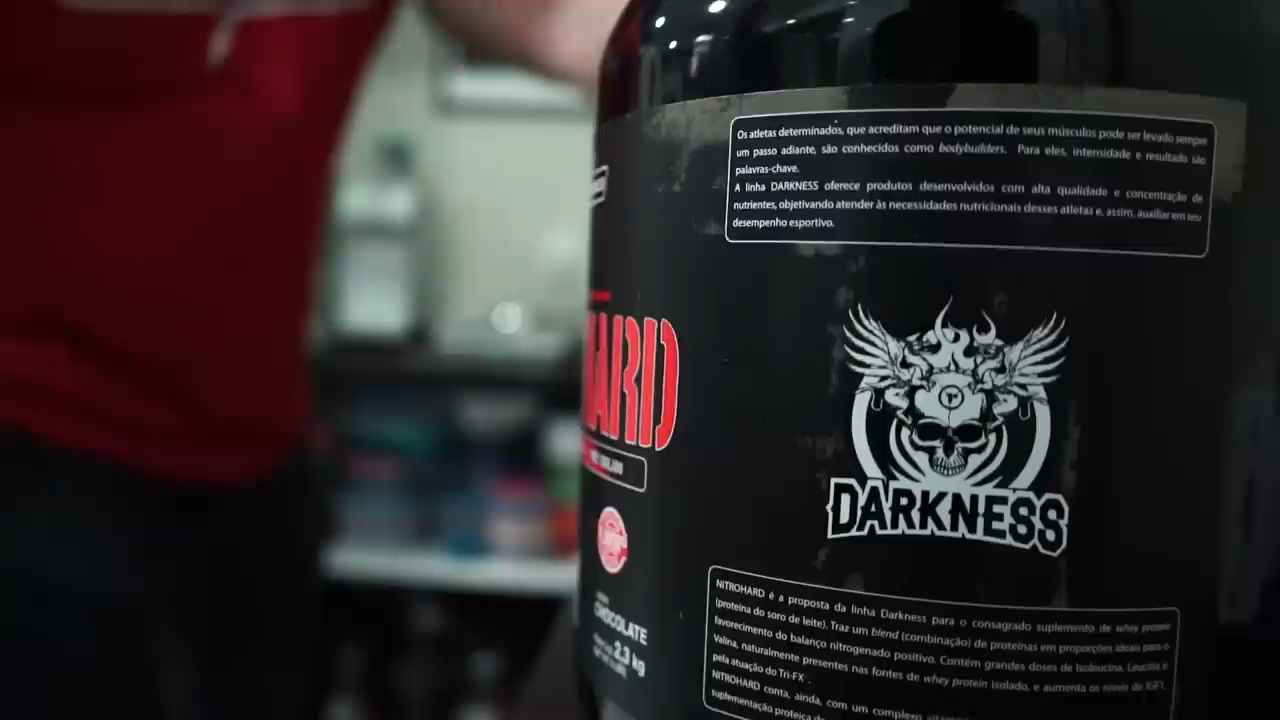 Os atletas determinados, que acreditam que o potencial de seus músculos pode ser levado sempre
um passo adiante, são conhecidos como bodybuilders. Para eles, intensidade e resultado são
palavras-chave.
A linha DARKNESS oferece produtos desenvolvidos com alta qualidade e concentração de
nutrientes, objetivando atender às necessidades nutricionais desses atletas e, assim, auxiliar em seu
desempenho esportivo.
HARD
CHOCOLATE
2,3 kg
DARKNESS
NITROHARD é a proposta da linha Darkness para o consagrado suplemento de whey protein
(proteína do soro de leite). Traz um blend (combinação) de proteínas em proporções ideais para o
favorecimento do balanço nitrogenado positivo. Contém grandes doses de Isoleucina, Leucina e
Valina, naturalmente presentes nas fontes de whey protein isolado, e aumenta os níveis de IGF1,
pela atuação do Tri-FX
NITROHARD conta, ainda, com um complexo
suplementação proteica